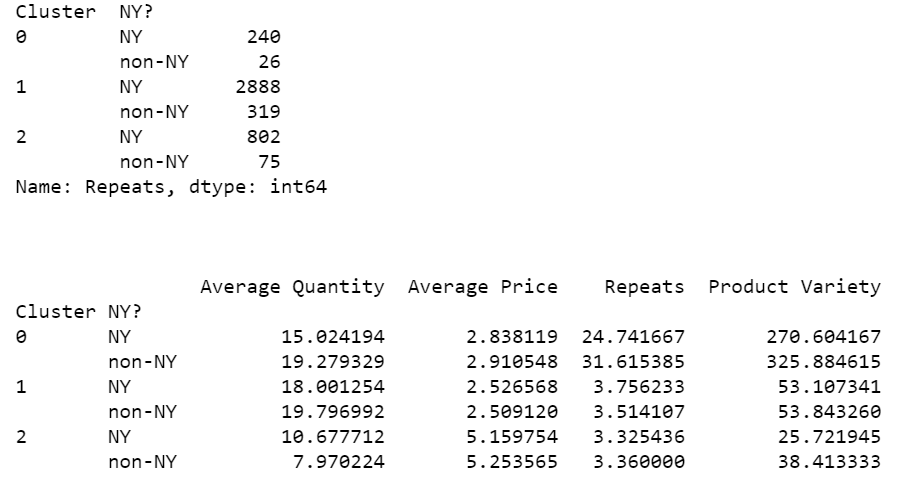 Cluster NY?
0 NY 240
non-NY 26
1 NY 2888
non-NY 319
2 NY 802
non-NY 75
Name: Repeats, dtype: int64
Average Quantity Average Price Repeats Product Variety
Cluster NY?
0 NY 15.024194 2.838119 24.741667 270.604167
non-NY 19.279329 2.910548 31.615385 325.884615
1 NY 18.001254 2.526568 3.756233 53.107341
non-NY 19.796992 2.509120 3.514107 53.843260
2 NY 10.677712 5.159754 3.325436 25.721945
non-NY 7.970224 5.253565 3.360000 38.413333